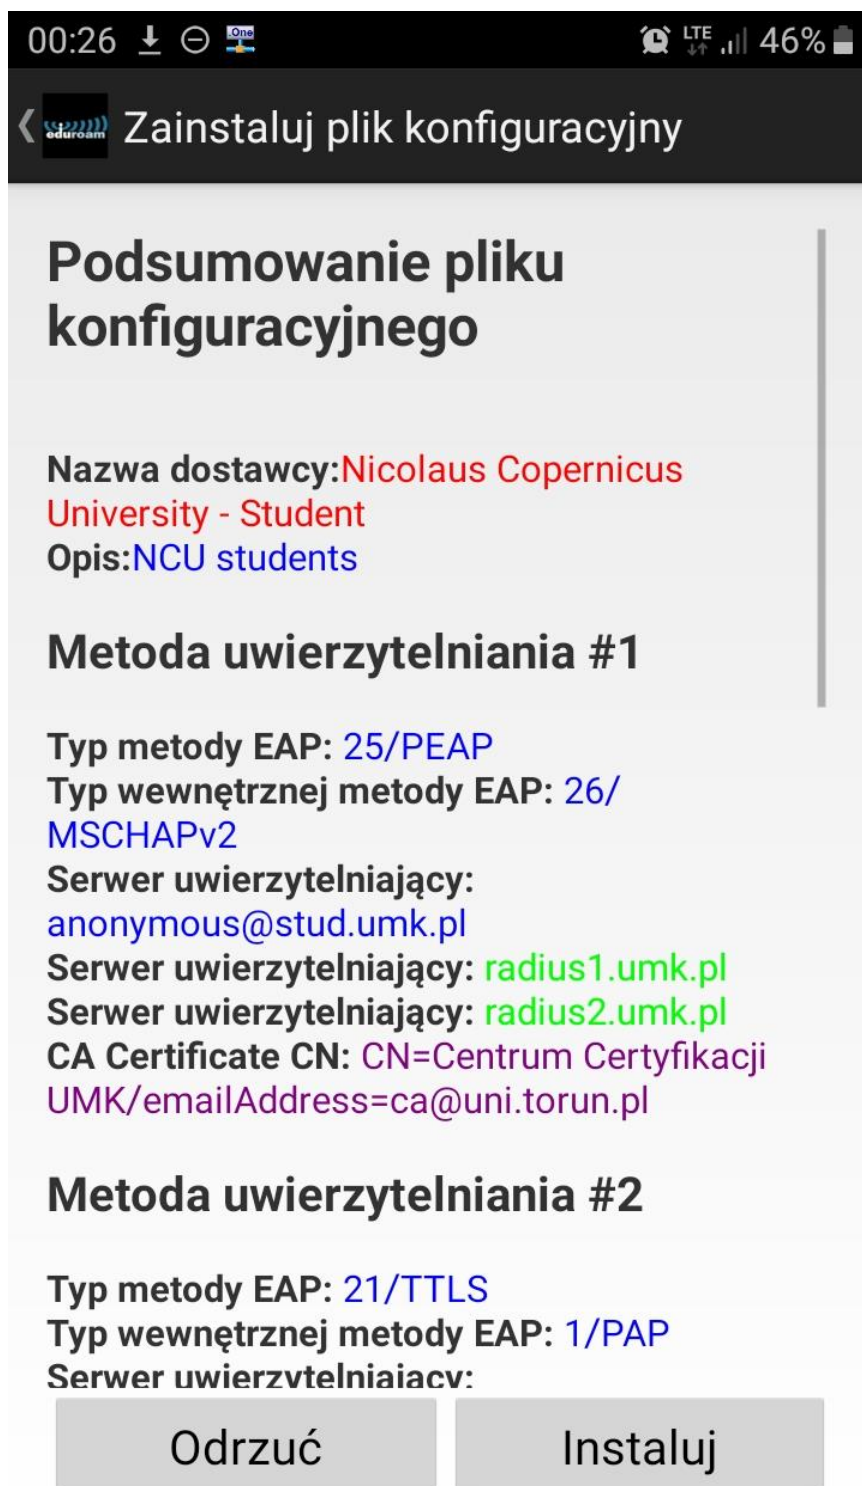 00:26 .One LTE 46%
eduroam Zainstaluj plik konfiguracyjny
Podsumowanie pliku
konfiguracyjnego
Nazwa dostawcy:Nicolaus Copernicus
University - Student
Opis:NCU students
Metoda uwierzytelniania #1
Typ metody EAP: 25/PEAP
Typ wewnętrznej metody EAP: 26/
MSCHAPv2
Serwer uwierzytelniający:
anonymous@stud.umk.pl
Serwer uwierzytelniający: radius1.umk.pl
Serwer uwierzytelniający: radius2.umk.pl
CA Certificate CN: CN=Centrum Certyfikacji
UMK/emailAddress=ca@uni.torun.pl
Metoda uwierzytelniania #2
Typ metody EAP: 21/TTLS
Typ wewnętrznej metody EAP: 1/PAP
Serwer uwierzytelniający:
Odrzuć Instaluj